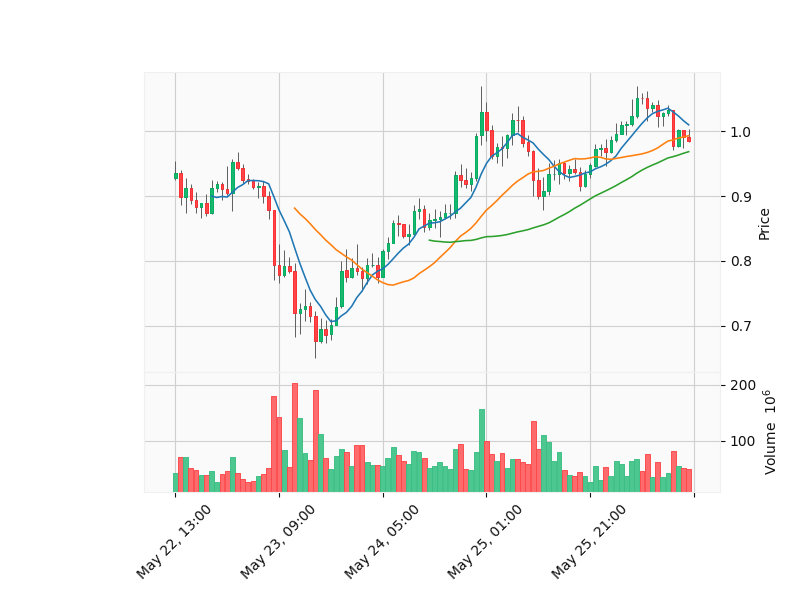 1.0
0.9
0.8
0.7
Price
200
100
Volume 10^6
May 22, 13:00
May 23, 09:00
May 24, 05:00
May 25, 01:00
May 25, 21:00